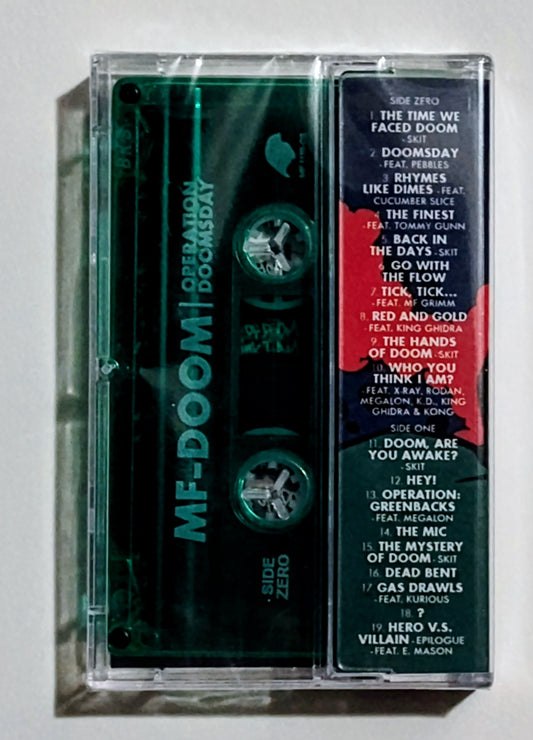 MF-DOOM
OPERATION
DOOMSDAY
SIDE
ZERO
SIDE ZERO
1. THE TIME WE
FACED DOOM
- SKIT
2. DOOMSDAY
- FEAT. PEBBLES
3. RHYMES
LIKE DIMES - FEAT.
CUCUMBER SLICE
4. THE FINEST
- FEAT. TOMMY GUNN
5. BACK IN
THE DAYS - SKIT
6. GO WITH
THE FLOW
7. TICK, TICK...
- FEAT. MF GRIMM
8. RED AND GOLD
- FEAT. KING GHIDRA
9. THE HANDS
OF DOOM - SKIT
10. WHO YOU
THINK I AM?
- FEAT. X-RAY, RODAN,
MEGALON, K.D., KING
GHIDRA & KONG
SIDE ONE
11. DOOM, ARE
YOU AWAKE?
- SKIT
12. HEY!
13. OPERATION:
GREENBACKS
- FEAT. MEGALON
14. THE MIC
15. THE MYSTERY
OF DOOM - SKIT
16. DEAD BENT
17. GAS DRAWLS
- FEAT. KURIOUS
18. ?
19. HERO V.S.
VILLAIN - EPILOGUE
- FEAT. E. MASON